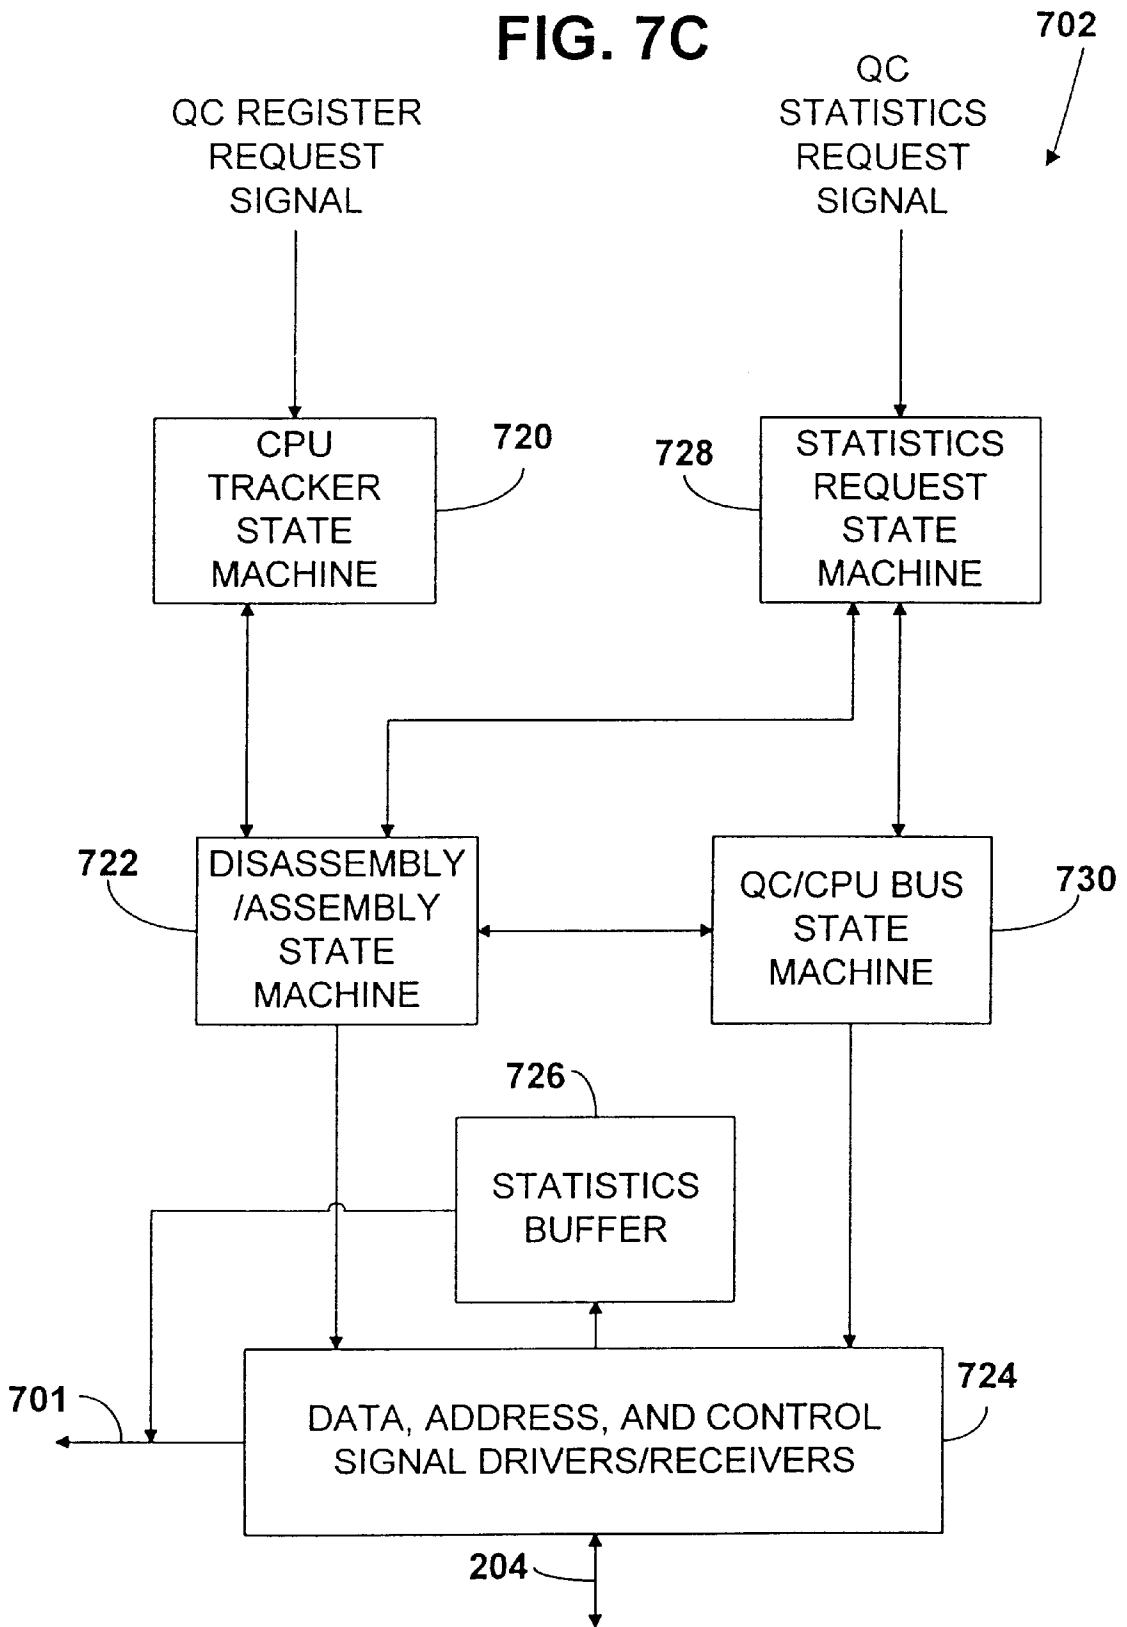 FIG. 7C
702
QC REGISTER
REQUEST
SIGNAL
QC
STATISTICS
REQUEST
SIGNAL
CPU
TRACKER
STATE
MACHINE
720
728
STATISTICS
REQUEST
STATE
MACHINE
722
DISASSEMBLY
/ASSEMBLY
STATE
MACHINE
QC/CPU BUS
STATE
MACHINE
730
726
STATISTICS
BUFFER
701
DATA, ADDRESS, AND CONTROL
SIGNAL DRIVERS/RECEIVERS
724
204